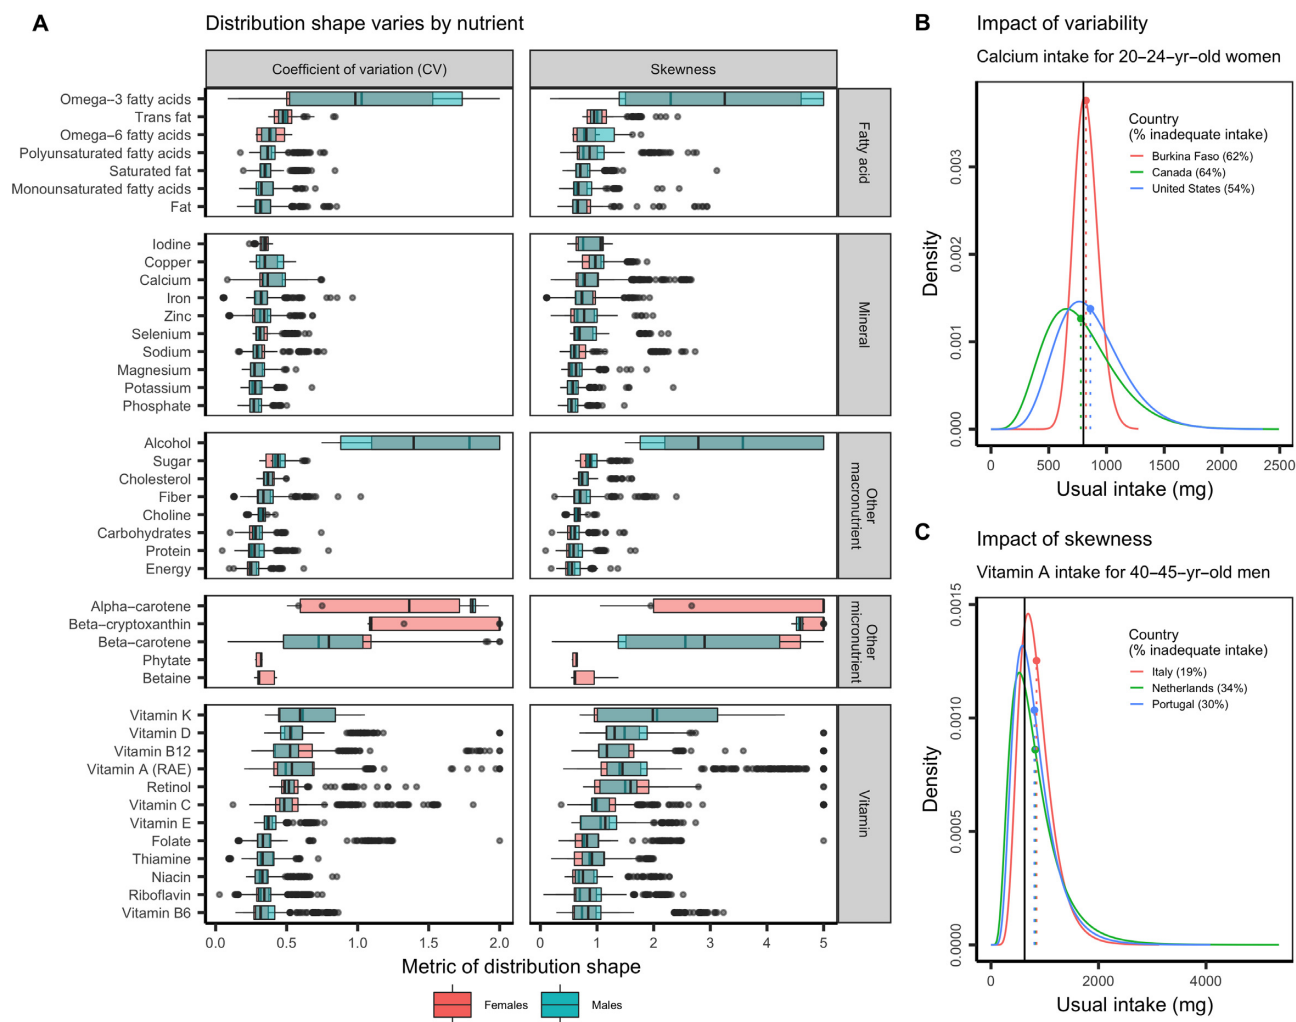 A
Distribution shape varies by nutrient
Coefficient of variation (CV)
Skewness
Omega−3 fatty acids
Trans fat
Omega−6 fatty acids
Polyunsaturated fatty acids
Saturated fat
Monounsaturated fatty acids
Fat
Fatty acid
Iodine
Copper
Calcium
Iron
Zinc
Selenium
Sodium
Magnesium
Potassium
Phosphate
Mineral
Alcohol
Sugar
Cholesterol
Fiber
Choline
Carbohydrates
Protein
Energy
Other
macronutrient
Alpha−carotene
Beta−cryptoxanthin
Beta−carotene
Phytate
Betaine
Other
micronutrient
Vitamin K
Vitamin D
Vitamin B12
Vitamin A (RAE)
Retinol
Vitamin C
Vitamin E
Folate
Thiamine
Niacin
Riboflavin
Vitamin B6
Vitamin
0.0 0.5 1.0 1.5 2.0
0 1 2 3 4 5
Metric of distribution shape
Females
Males
B
Impact of variability
Calcium intake for 20−24−yr−old women
Country
(% inadequate intake)
Burkina Faso (62%)
Canada (64%)
United States (54%)
Density
0.003
0.002
0.001
0.000
0 500 1000 1500 2000 2500
Usual intake (mg)
C
Impact of skewness
Vitamin A intake for 40−45−yr−old men
Country
(% inadequate intake)
Italy (19%)
Netherlands (34%)
Portugal (30%)
Density
0.0015
0.0010
0.0005
0.0000
0 2000 4000
Usual intake (mg)